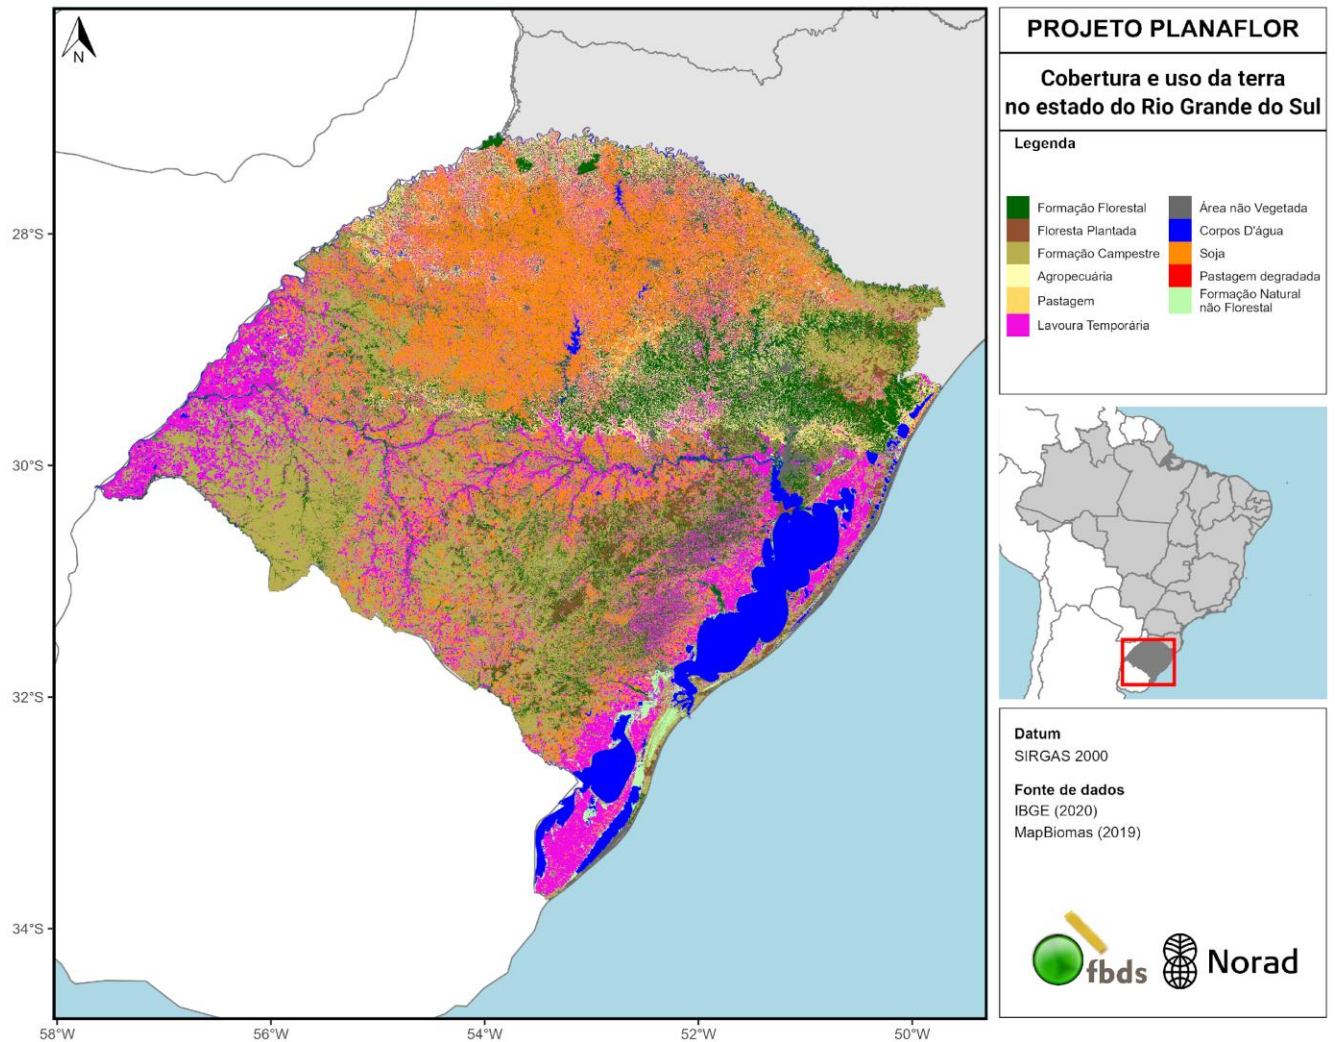 N
28°S
30°S
32°S
34°S
58°W
56°W
54°W
52°W
50°W
PROJETO PLANAFLOR
Cobertura e uso da terra
no estado do Rio Grande do Sul
Legenda
Formação Florestal
Floresta Plantada
Formação Campestre
Agropecuária
Pastagem
Lavoura Temporária
Área não Vegetada
Corpos D'água
Soja
Pastagem degradada
Formação Natural
não Florestal
Datum
SIRGAS 2000
Fonte de dados
IBGE (2020)
MapBiomas (2019)
fbds
Norad